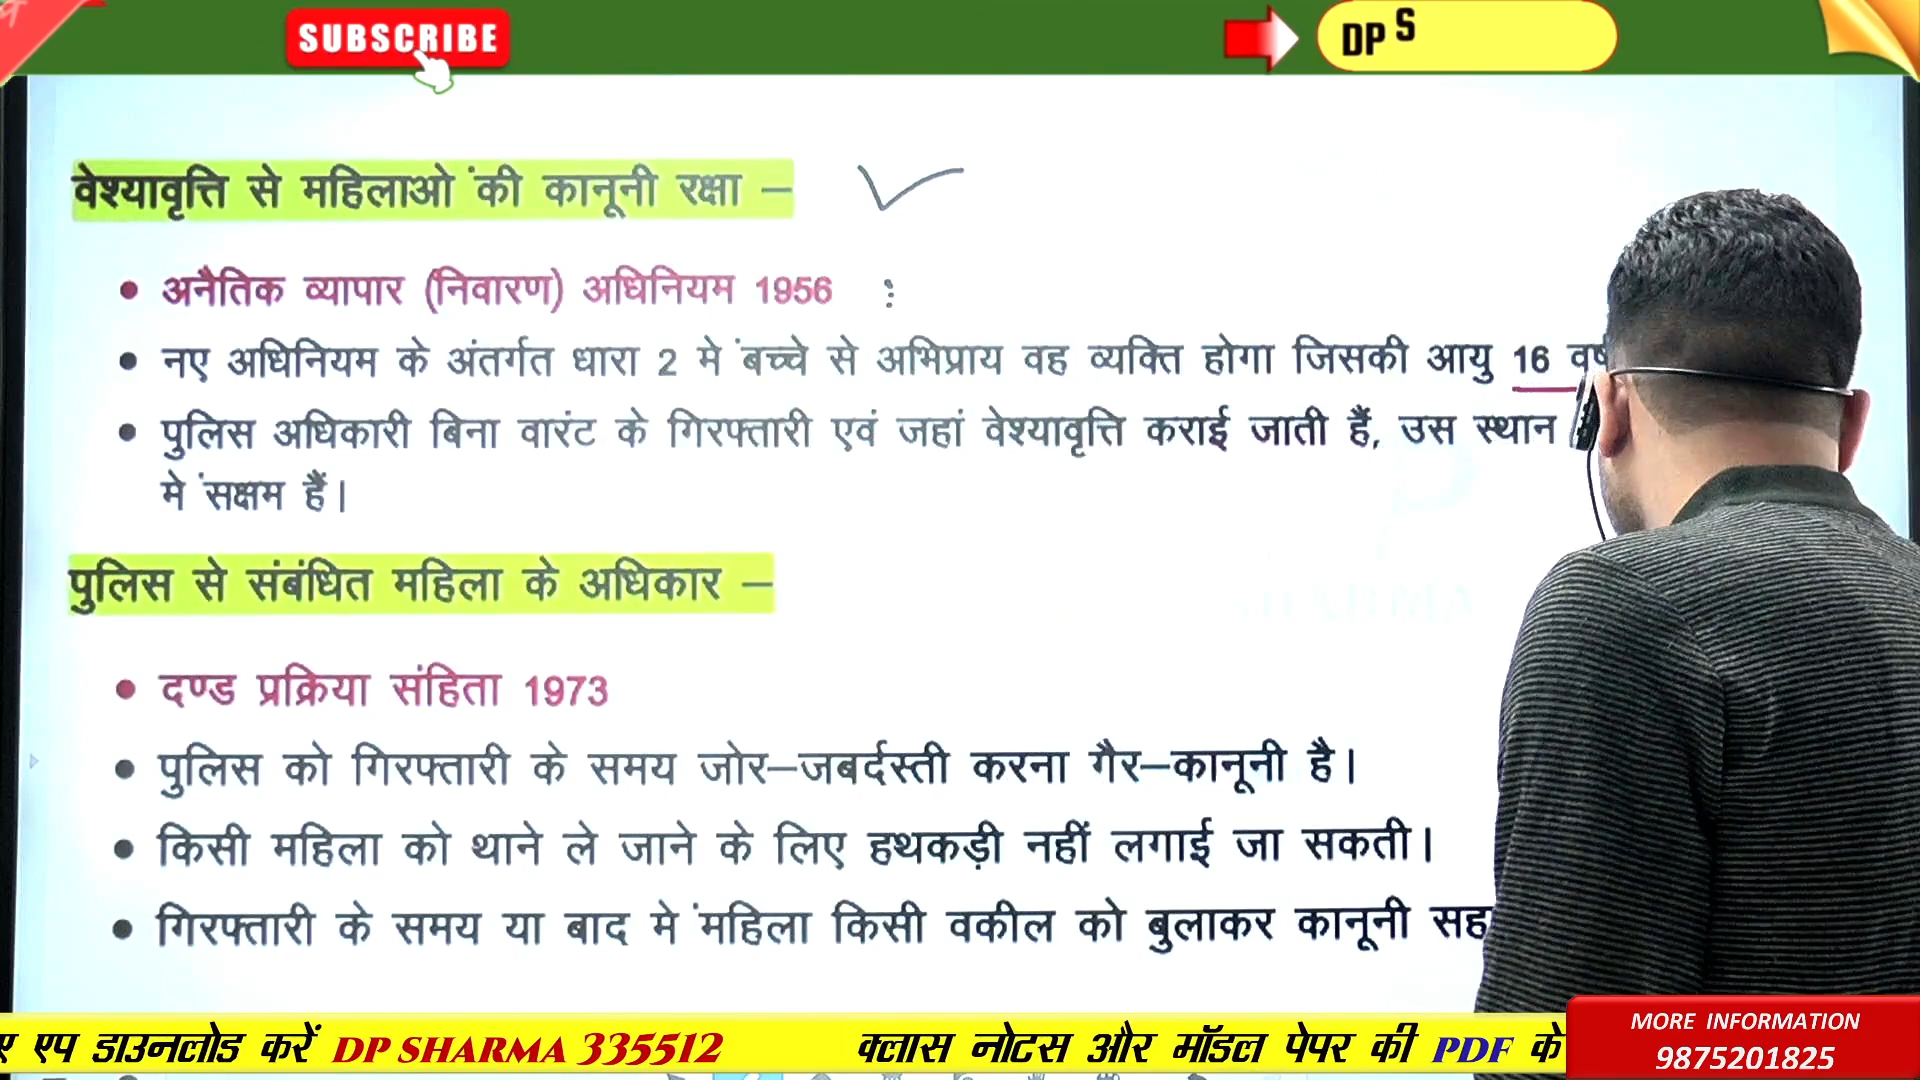 SUBSCRIBE
DP S
वेश्यावृत्ति से महिलाओं की कानूनी रक्षा –
• अनैतिक व्यापार (निवारण) अधिनियम 1956 :
• नए अधिनियम के अंतर्गत धारा 2 में बच्चे से अभिप्राय वह व्यक्ति होगा जिसकी आयु 16
• पुलिस अधिकारी बिना वारंट के गिरफ्तारी एवं जहां वेश्यावृत्ति कराई जाती हैं, उस स्थान
में सक्षम हैं।
पुलिस से संबंधित महिला के अधिकार –
• दण्ड प्रक्रिया संहिता 1973
• पुलिस को गिरफ्तारी के समय जोर–जबर्दस्ती करना गैर–कानूनी है।
• किसी महिला को थाने ले जाने के लिए हथकड़ी नहीं लगाई जा सकती।
• गिरफ्तारी के समय या बाद में महिला किसी वकील को बुलाकर कानूनी
एप डाउनलोड करें DP SHARMA 335512 क्लास नोटस और मॉडल पेपर की PDF के
MORE INFORMATION
9875201825